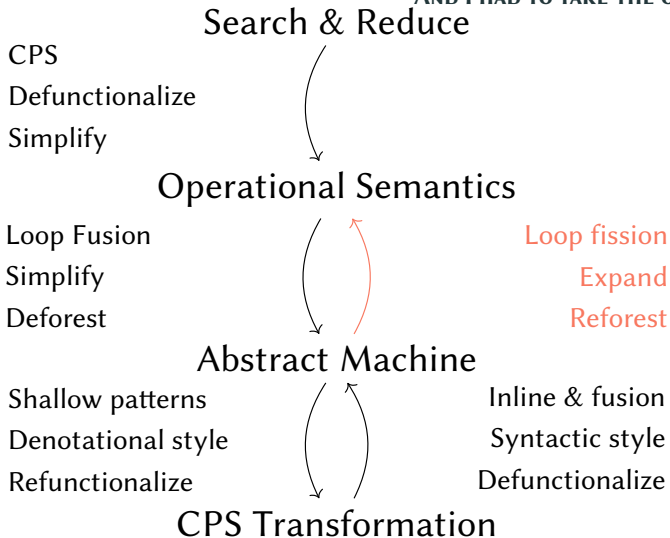 Search & Reduce
CPS
Defunctionalize
Simplify
Operational Semantics
Loop Fusion
Simplify
Deforest
Loop fission
Expand
Reforest
Abstract Machine
Shallow patterns
Denotational style
Refunctionalize
Inline & fusion
Syntactic style
Defunctionalize
CPS Transformation